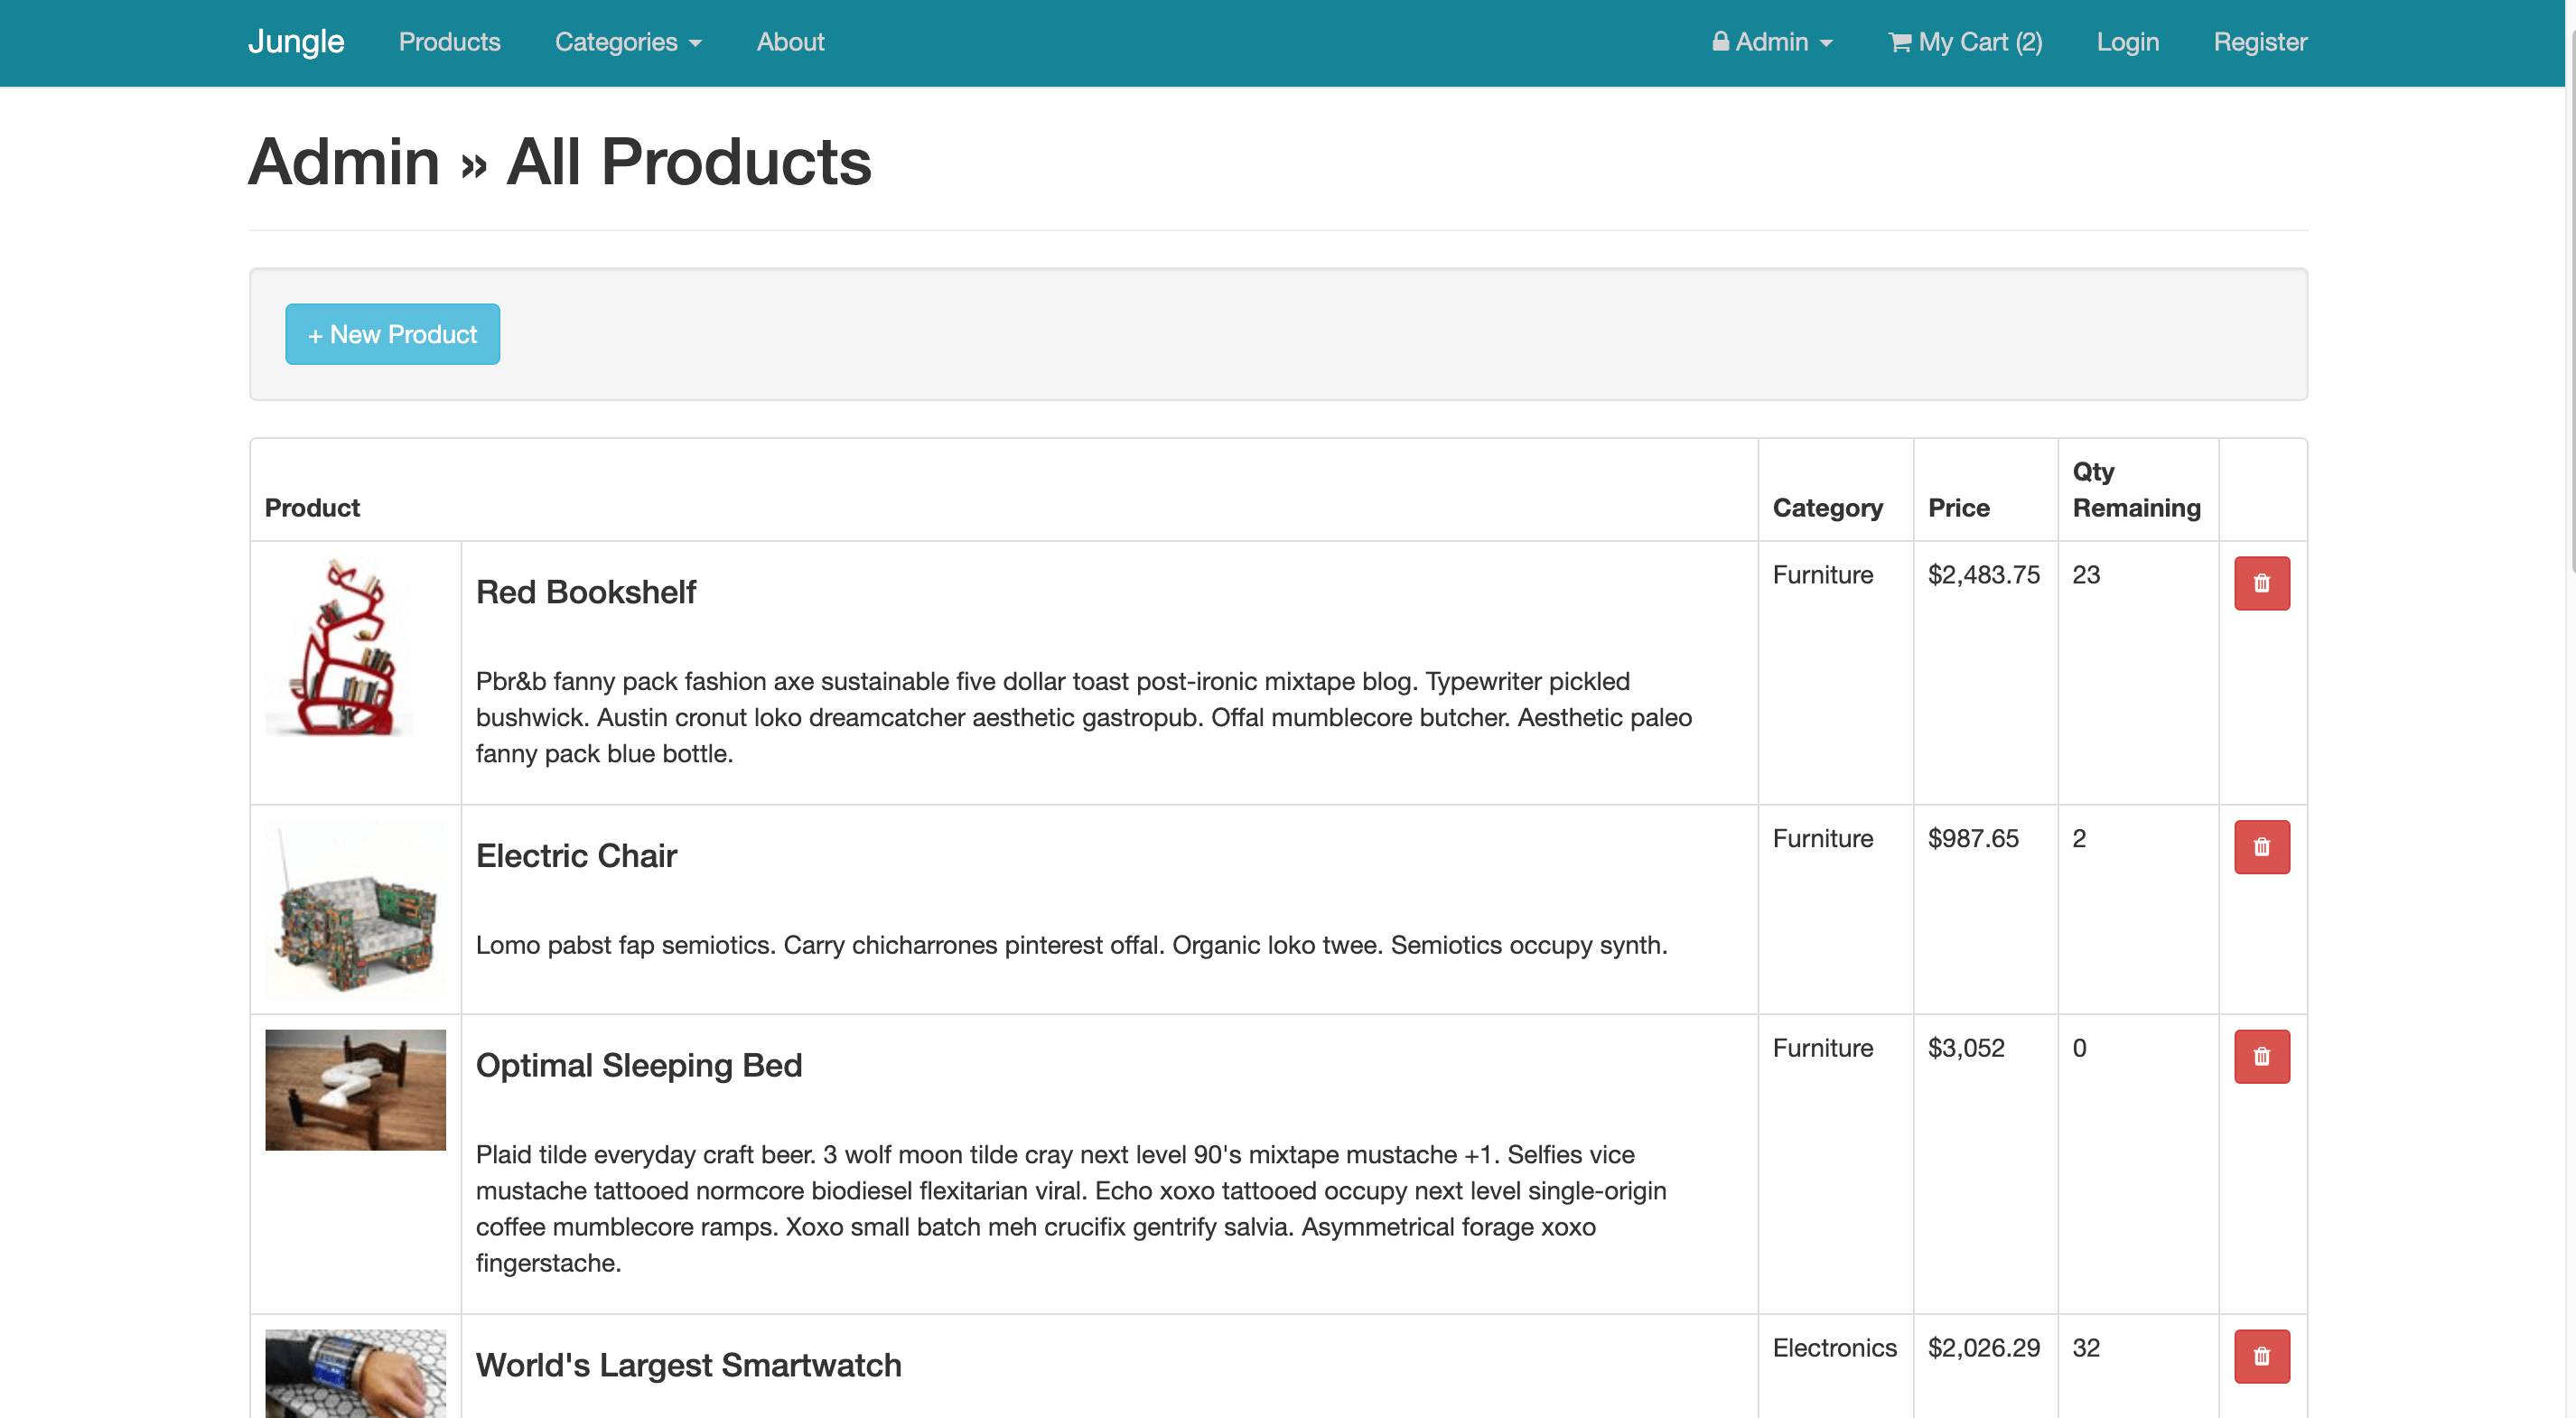 Jungle Products Categories About Admin My Cart (2) Login Register
Admin » All Products
+ New Product
Product Category Price Qty Remaining
Red Bookshelf
Furniture $2,483.75 23
Pbr&b fanny pack fashion axe sustainable five dollar toast post-ironic mixtape blog. Typewriter pickled
bushwick. Austin cronut loko dreamcatcher aesthetic gastropub. Offal mumblecore butcher. Aesthetic paleo
fanny pack blue bottle.
Electric Chair
Furniture $987.65 2
Lomo pabst fap semiotics. Carry chicharrones pinterest offal. Organic loko twee. Semiotics occupy synth.
Optimal Sleeping Bed
Furniture $3,052 0
Plaid tilde everyday craft beer. 3 wolf moon tilde cray next level 90's mixtape mustache +1. Selfies vice
mustache tattooed normcore biodiesel flexitarian viral. Echo xoxo tattooed occupy next level single-origin
coffee mumblecore ramps. Xoxo small batch meh crucifix gentrify salvia. Asymmetrical forage xoxo
fingerstache.
World's Largest Smartwatch
Electronics $2,026.29 32